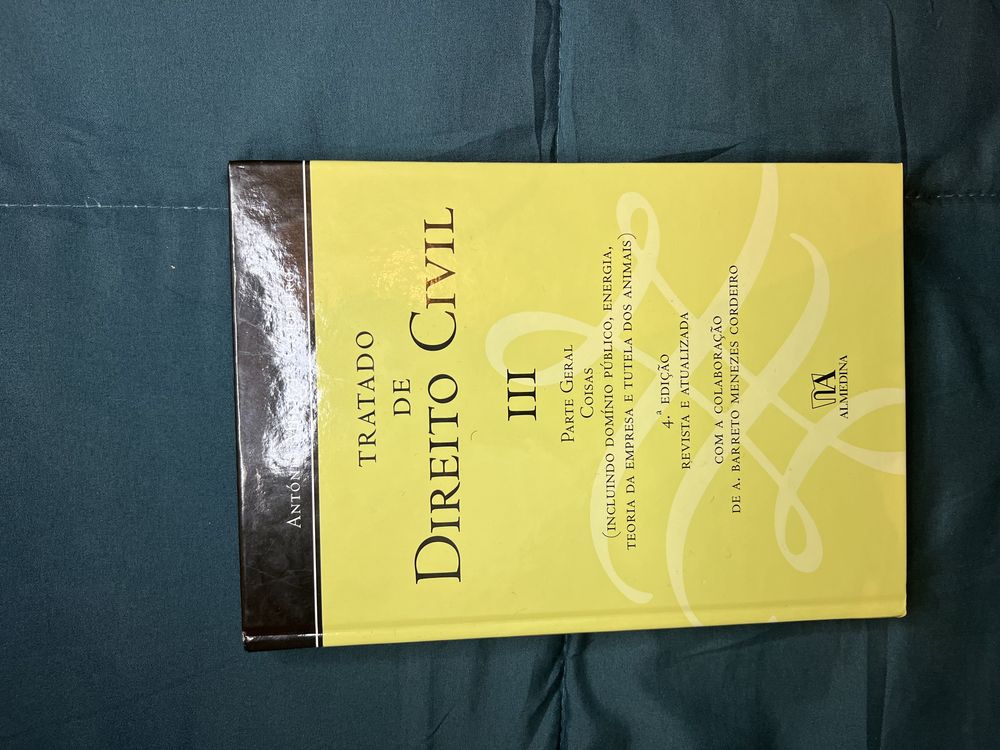 ANTÓNIO
TRATADO
DE
DIREITO CIVIL
III
PARTE GERAL
COISAS
(INCLUINDO DOMÍNIO PÚBLICO, ENERGIA,
TEORIA DA EMPRESA E TUTELA DOS ANIMAIS)
4.ª EDIÇÃO
REVISTA E ATUALIZADA
COM A COLABORAÇÃO
DE A. BARRETO MENEZES CORDEIRO
ALMEDINA